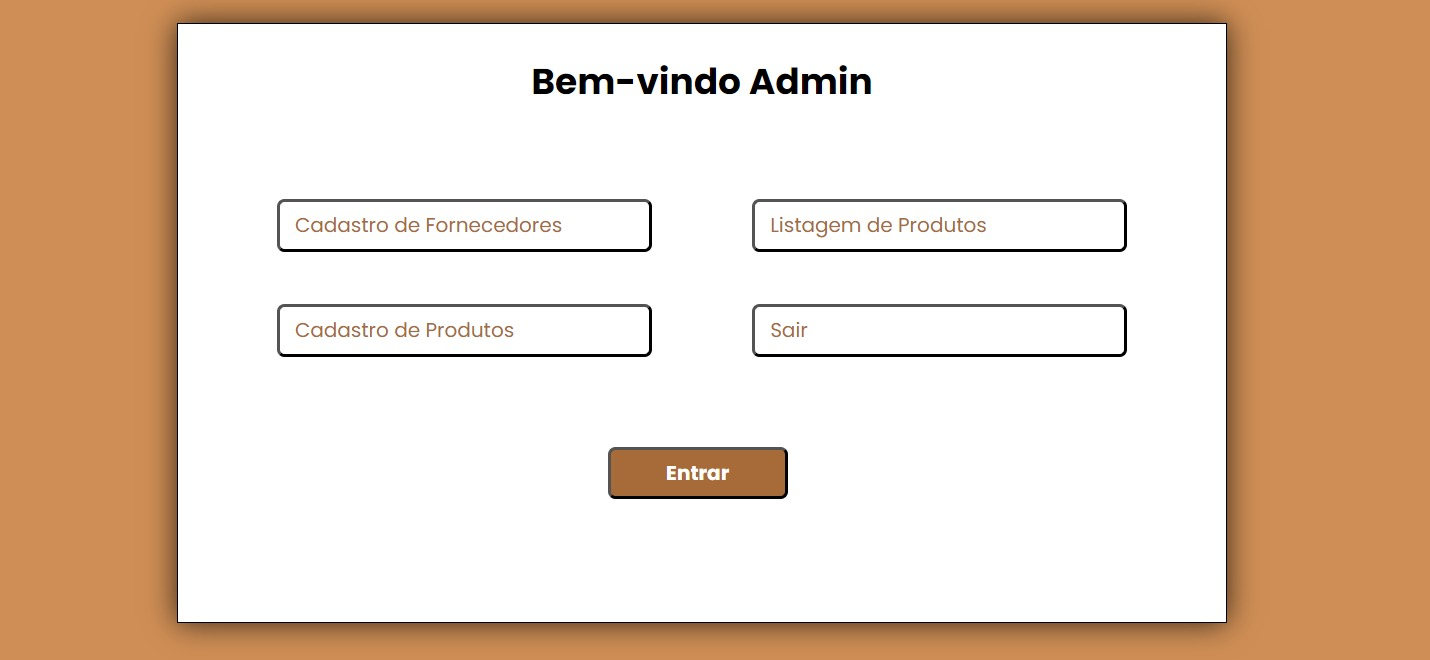 Bem-vindo Admin
Cadastro de Fornecedores
Listagem de Produtos
Cadastro de Produtos
Sair
Entrar